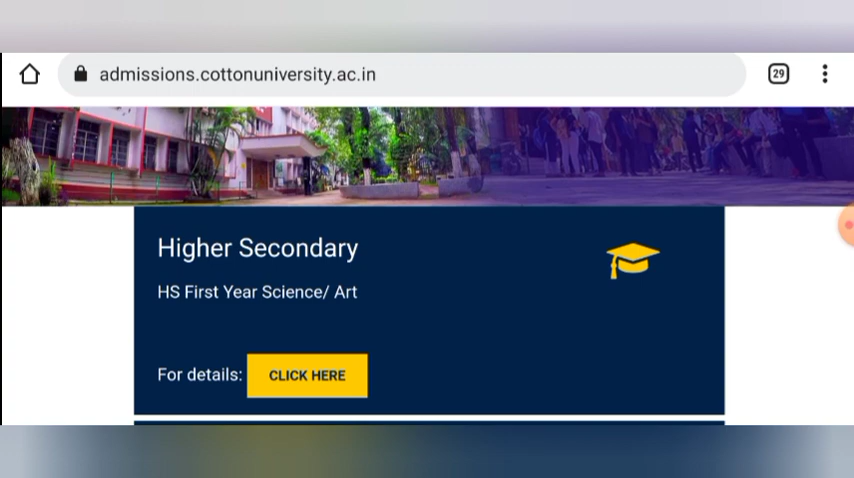 admissions.cottonuniversity.ac.in
29
Higher Secondary
HS First Year Science/ Art
For details: CLICK HERE